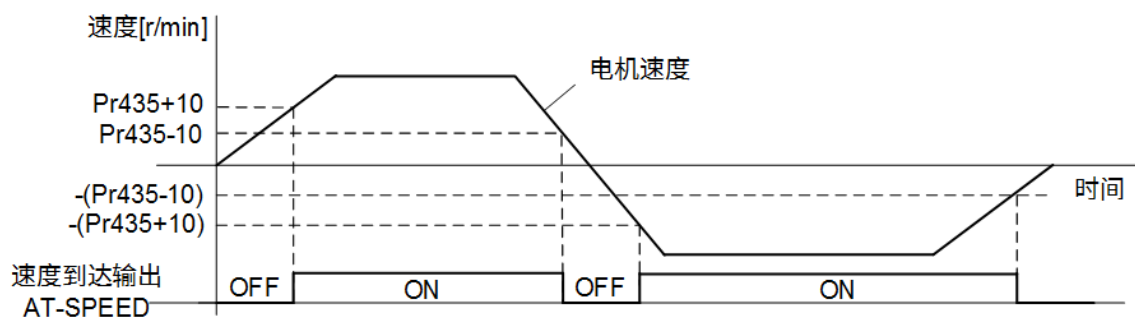 速度[r/min]
电机速度
Pr435+10
Pr435-10
-(Pr435-10)
时间
-(Pr435+10)
速度到达输出
AT-SPEED
OFF
ON
OFF
ON